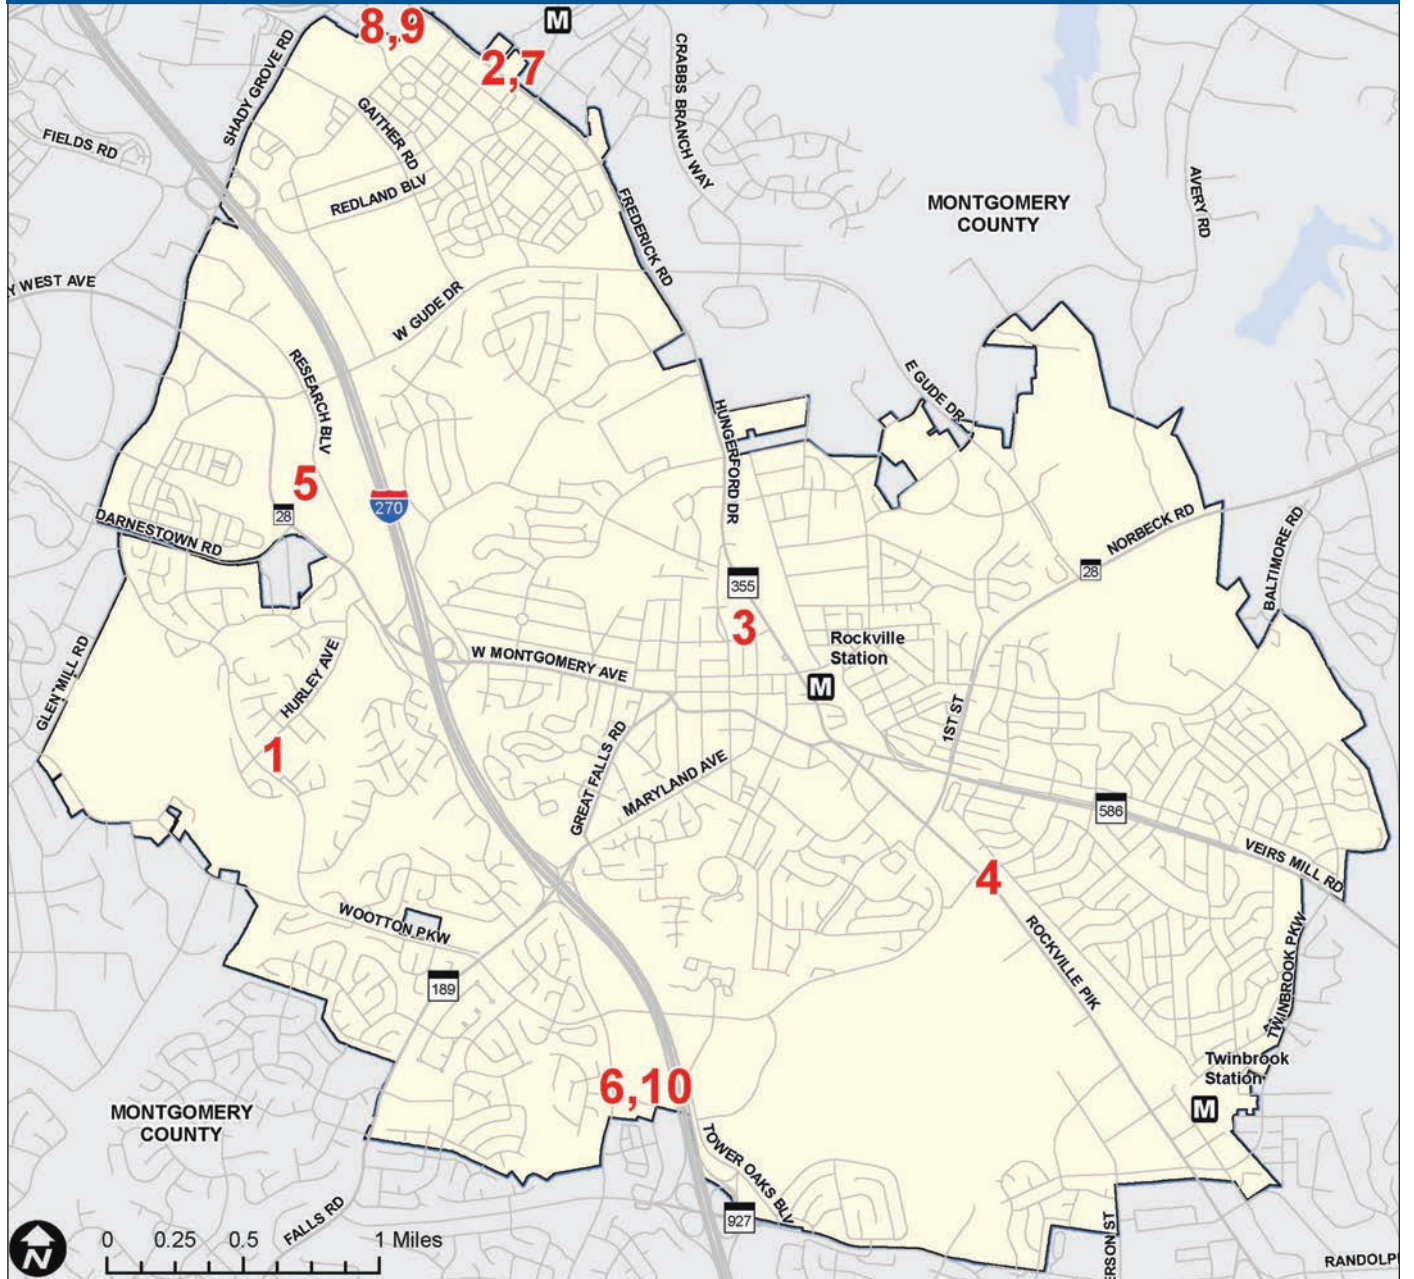 8,9
M
2,7
SHADY GROVE RD
CRABBS BRANCH WAY
GAITHER RD
FIELDS RD
REDLAND BLV
FREDERICK RD
AVERY RD
MONTGOMERY
COUNTY
Y WEST AVE
W GUDE DR
RESEARCH BLV
E GUDE DR
HUNGERFORD DR
5
28
270
DARNESTOWN RD
NORBECK RD
28
BALTIMORE RD
355
3
Rockville
Station
M
W MONTGOMERY AVE
GLEN MILL RD
HURLEY AVE
1
1ST ST
GREAT FALLS RD
MARYLAND AVE
586
VEIRS MILL RD
4
WOOTTON PKW
ROCKVILLE PIK
TWINBROOK PKW
189
Twinbrook
Station
M
6,10
MONTGOMERY
COUNTY
TOWER OAKS BLV
927
FALLS RD
ERSON ST
RANDOLP
N
0 0.25 0.5 1 Miles